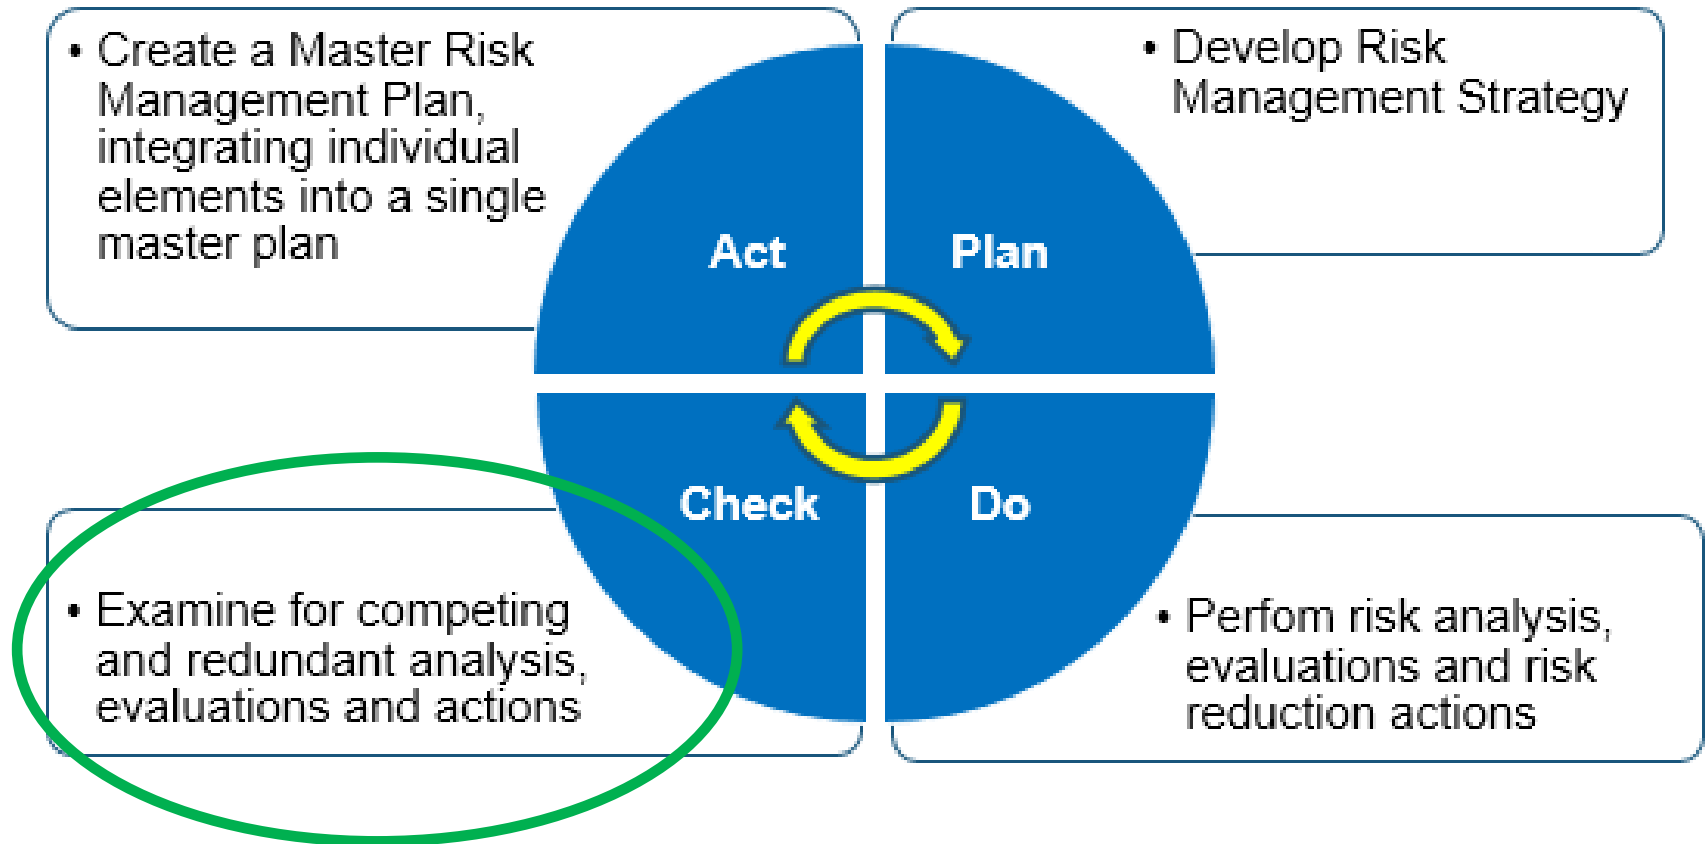 • Create a Master Risk
Management Plan,
integrating individual
elements into a single
master plan
• Develop Risk
Management Strategy
Act
Plan
Check
Do
• Examine for competing
and redundant analysis,
evaluations and actions
• Perfom risk analysis,
evaluations and risk
reduction actions